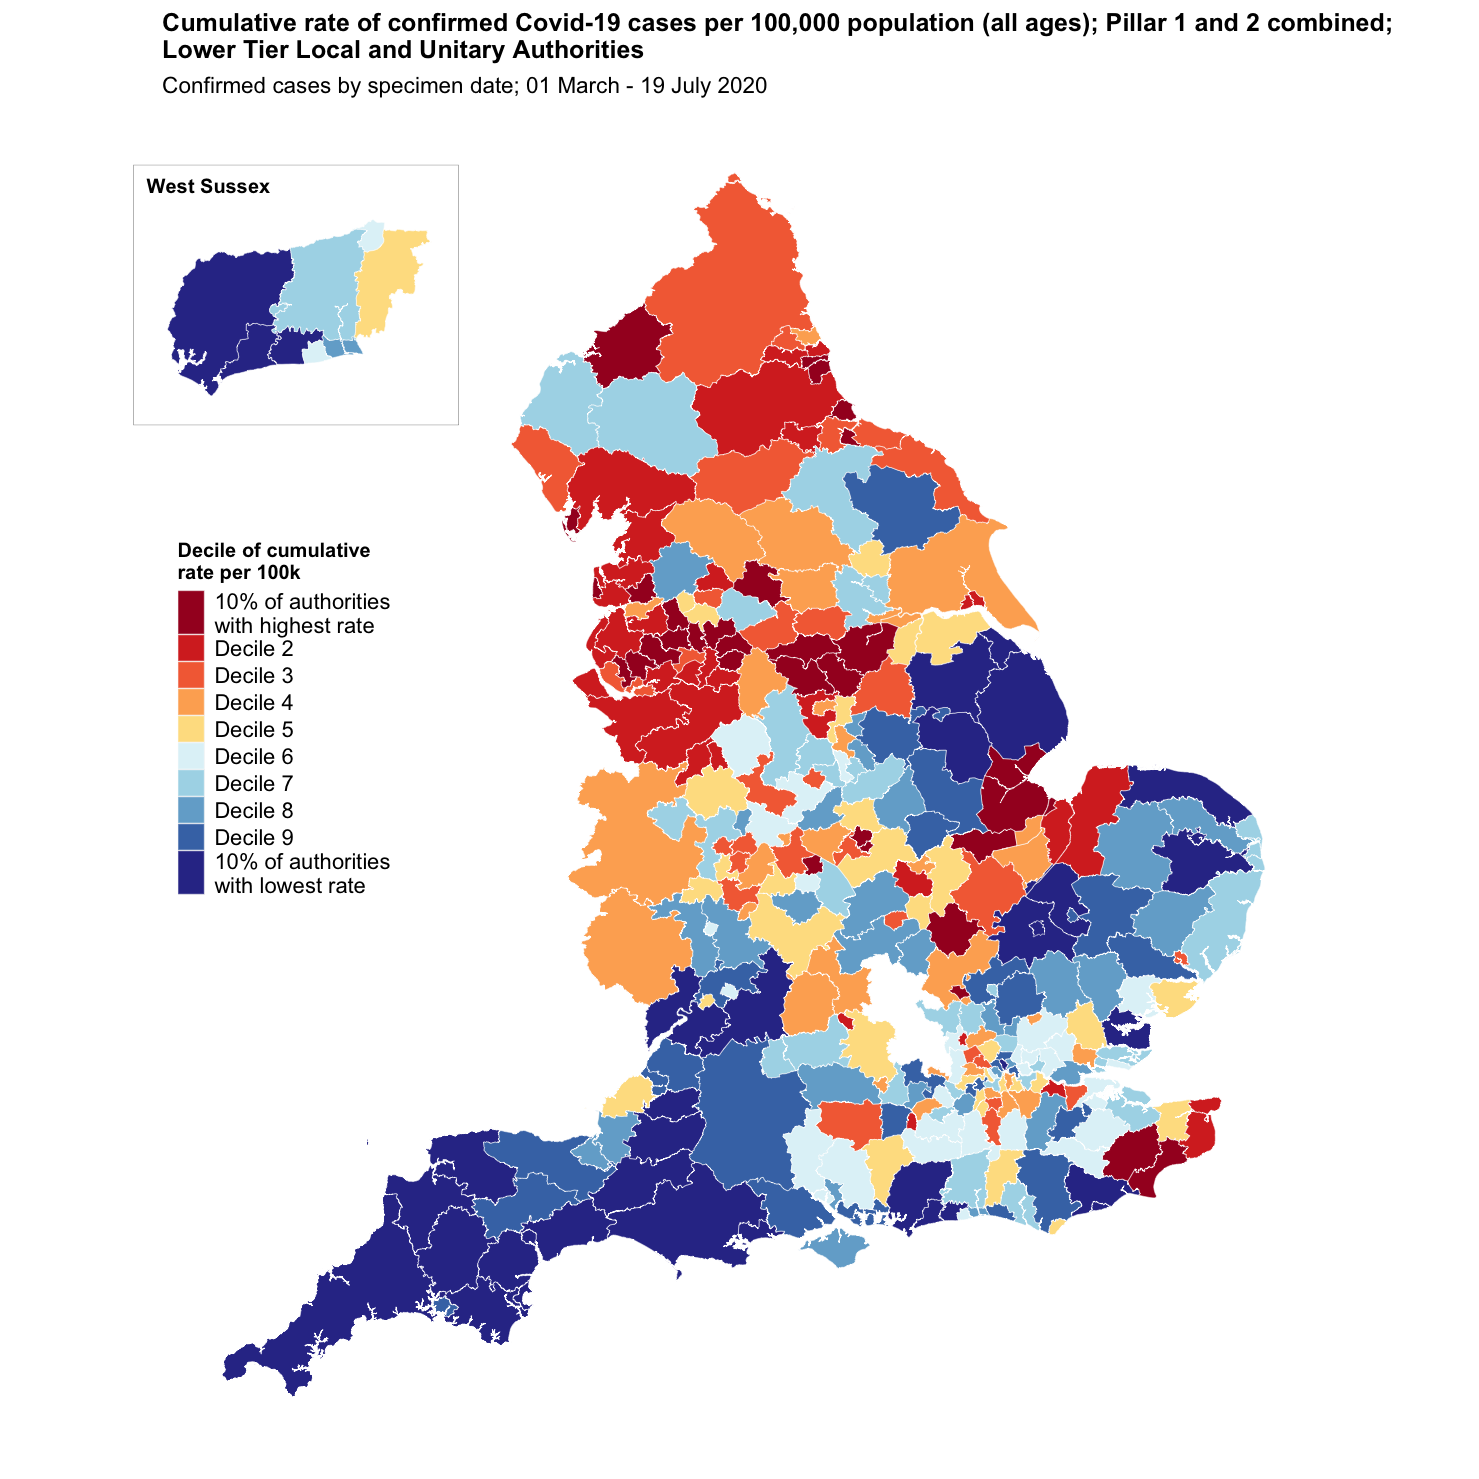 Cumulative rate of confirmed Covid-19 cases per 100,000 population (all ages); Pillar 1 and 2 combined;
Lower Tier Local and Unitary Authorities
Confirmed cases by specimen date; 01 March - 19 July 2020
West Sussex
Decile of cumulative
rate per 100k
10% of authorities
with highest rate
Decile 2
Decile 3
Decile 4
Decile 5
Decile 6
Decile 7
Decile 8
Decile 9
10% of authorities
with lowest rate